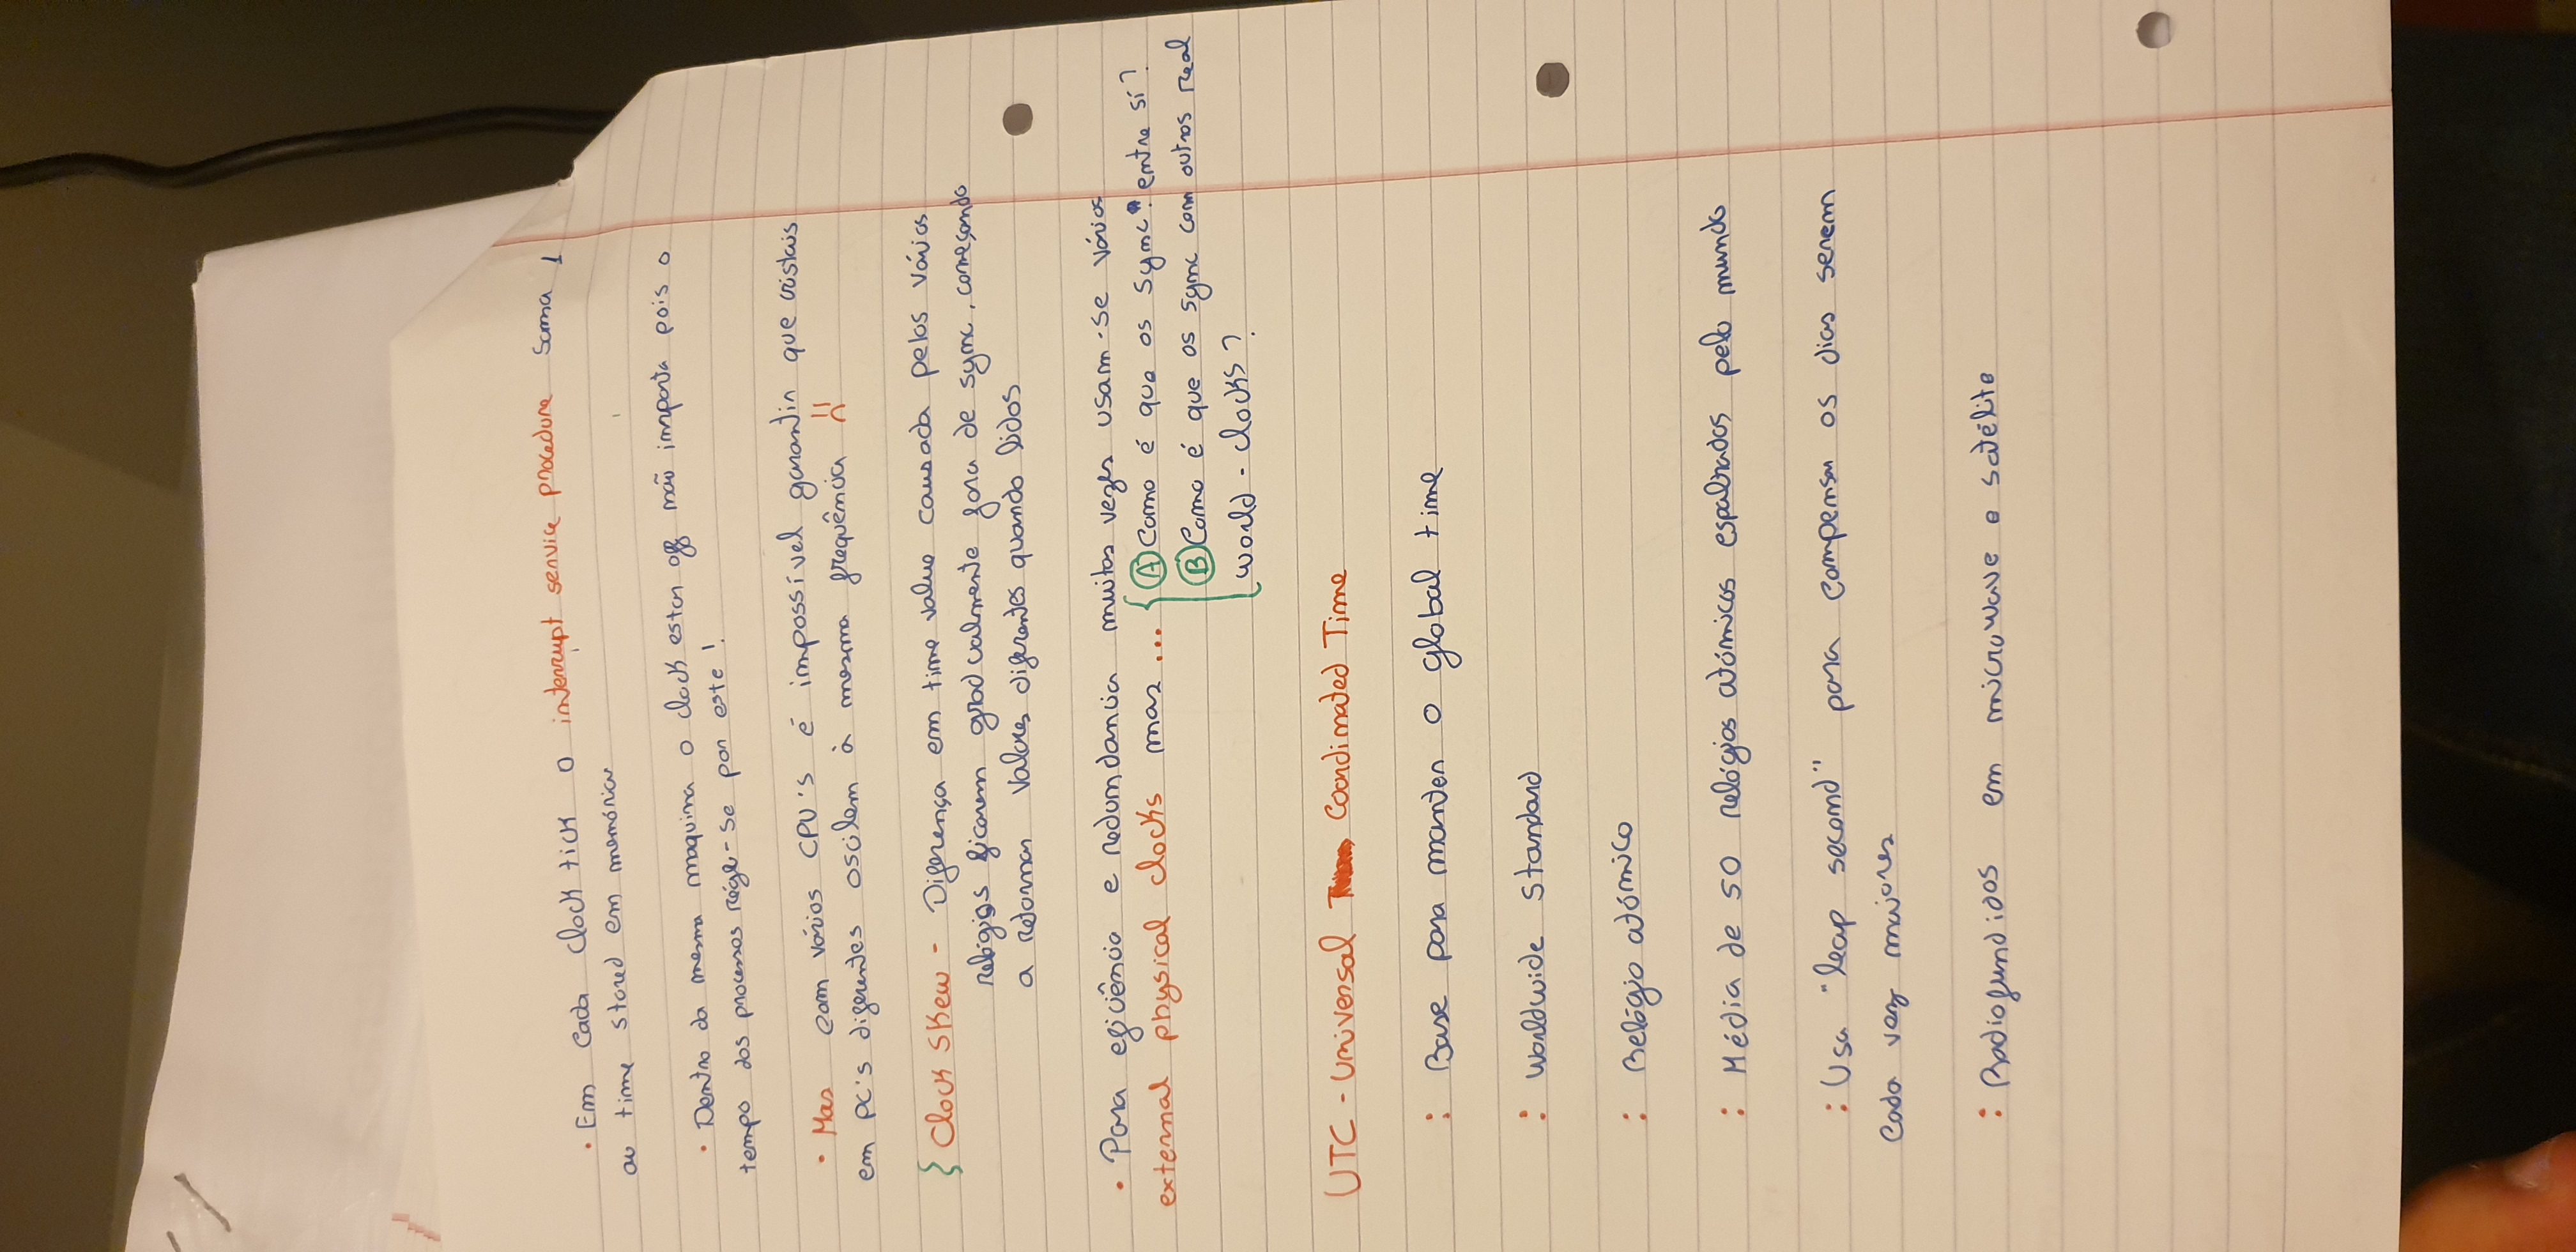 • Em cada clock tick o interrupt service procedure soma 1
ao time stored em memória
• Dentro da mesma maquina o clock estar off não importa pois o
tempo dos processos rége-se por este!
• Mas com vários CPU's é impossível garantir que cristais
em PC's diferentes oscilem à mesma frequência
{ Clock Skew - Diferença em time value causada pelos vários
relógios ficarem gradualmente fora de sync, começando
a retornar valores diferentes quando lidos
• Para eficiência e redundancia muitas vezes usam-se vários
external physical clocks mas ... { (A) Como é que os sync? entre sí?
(B) Como é que os sync com outros real
world - clocks?
UTC - Universal Coordinated Time
: Base para manter o global time
: Worldwide standard
: Relógio atómico
: Média de 50 relógios atómicos espalhados pelo mundo
: Usa "leap second" para compensar os dias serem
cada vez maiores
: Radiofundidos em microwave e satélite